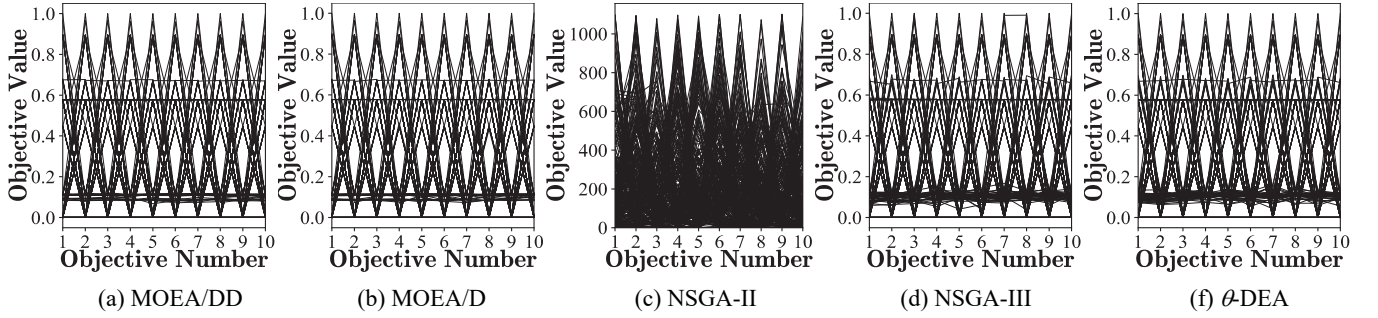 Objective Value
1.0
0.8
0.6
0.4
0.2
0.0
1 2 3 4 5 6 7 8 9 10
Objective Number
(a) MOEA/DD
Objective Value
1.0
0.8
0.6
0.4
0.2
0.0
1 2 3 4 5 6 7 8 9 10
Objective Number
(b) MOEA/D
Objective Value
1000
800
600
400
200
0
1 2 3 4 5 6 7 8 9 10
Objective Number
(c) NSGA-II
Objective Value
1.0
0.8
0.6
0.4
0.2
0.0
1 2 3 4 5 6 7 8 9 10
Objective Number
(d) NSGA-III
Objective Value
1.0
0.8
0.6
0.4
0.2
0.0
1 2 3 4 5 6 7 8 9 10
Objective Number
(f) θ-DEA